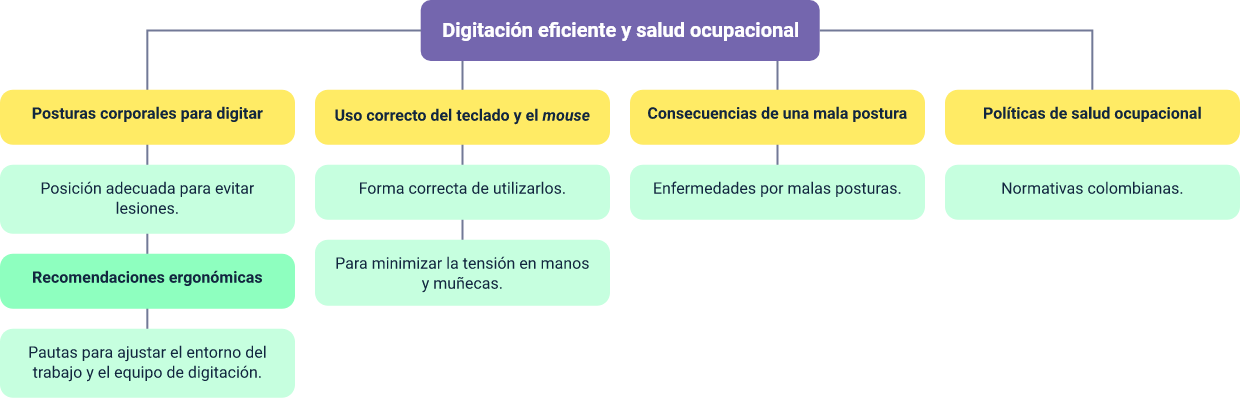 Digitación eficiente y salud ocupacional
Posturas corporales para digitar
Posición adecuada para evitar
lesiones.
Recomendaciones ergonómicas
Pautas para ajustar el entorno del
trabajo y el equipo de digitación.
Uso correcto del teclado y el mouse
Forma correcta de utilizarlos.
Para minimizar la tensión en manos
y muñecas.
Consecuencias de una mala postura
Enfermedades por malas posturas.
Políticas de salud ocupacional
Normativas colombianas.